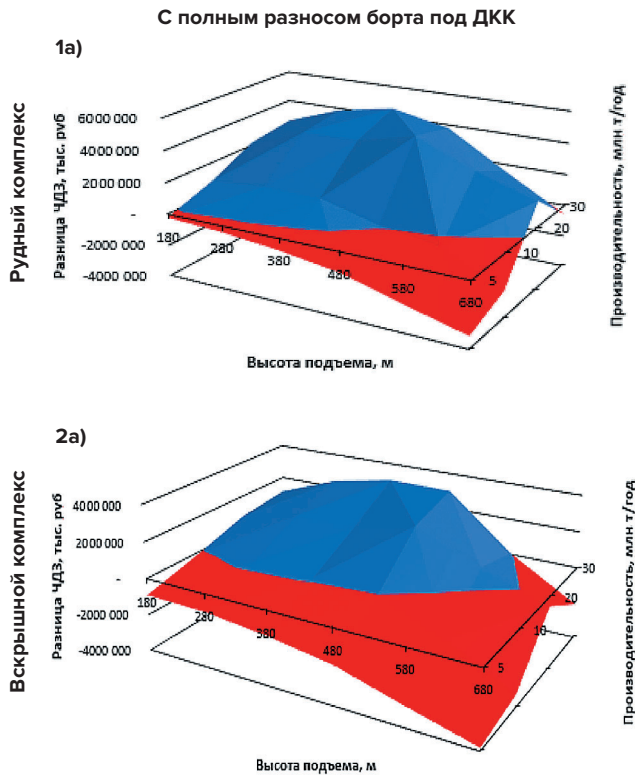 С полным разносом борта под ДКК
1а)
Рудный комплекс
Разница ЧДЗ, тыс. руб
6000 000
4000 000
2000 000
-
-2000 000
-4000 000
180
280
380
480
580
680
5
10
20
30
Высота подъема, м
Производительность, млн т/год
2а)
Вскрышной комплекс
Разница ЧДЗ, тыс. руб
4000 000
2000 000
-
-2000 000
-4000 000
180
280
380
480
580
680
5
10
20
30
Высота подъема, м
Производительность, млн т/год